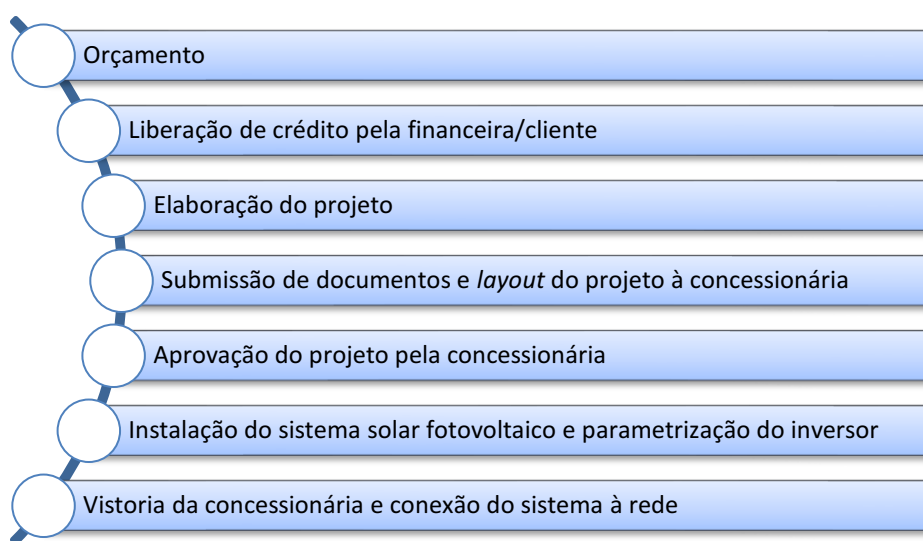 Orçamento
Liberação de crédito pela financeira/cliente
Elaboração do projeto
Submissão de documentos e layout do projeto à concessionária
Aprovação do projeto pela concessionária
Instalação do sistema solar fotovoltaico e parametrização do inversor
Vistoria da concessionária e conexão do sistema à rede